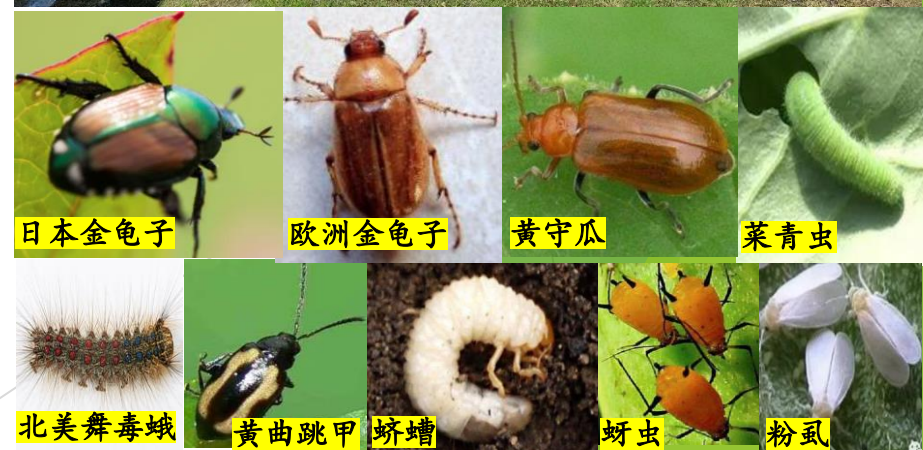 日本金龟子
欧洲金龟子
黄守瓜
菜青虫
北美舞毒蛾
黄曲跳甲
蛴螬
蚜虫
粉虱